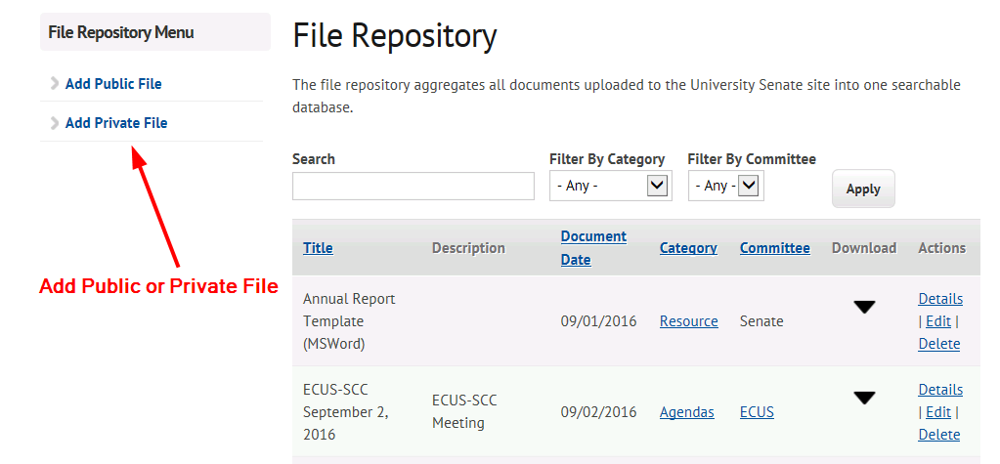 File Repository Menu
Add Public File
Add Private File
Add Public or Private File
File Repository
The file repository aggregates all documents uploaded to the University Senate site into one searchable
database.
Search
Filter By Category
Filter By Committee
- Any -
- Any -
Apply
Title
Description
Document
Date
Category
Committee
Download
Actions
Annual Report
Template
(MSWord)
09/01/2016
Resource
Senate
Details
| Edit |
Delete
ECUS-SCC
September 2,
2016
ECUS-SCC
Meeting
09/02/2016
Agendas
ECUS
Details
| Edit |
Delete